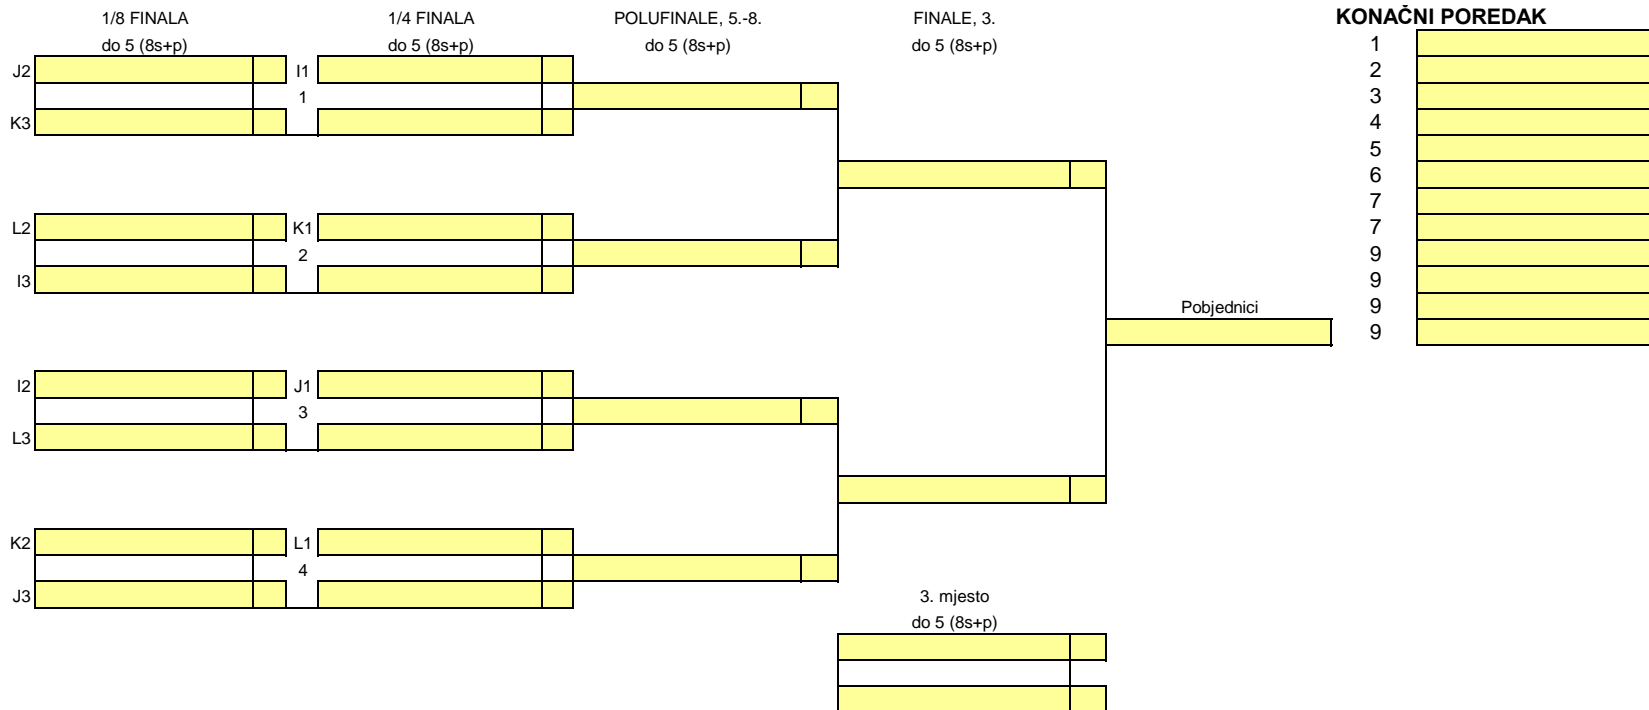 1/8 FINALA 1/4 FINALA POLUFINALE, 5.-8. FINALE, 3. KONAČNI POREDAK
do 5 (8s+p) do 5 (8s+p) do 5 (8s+p) do 5 (8s+p) 1
J2 I1 2
1 3
K3 4
5
6
7
L2 K1 7
2 9
I3 9
Pobjednici 9
9
I2 J1
3
L3
K2 L1
4
J3 3. mjesto
do 5 (8s+p)